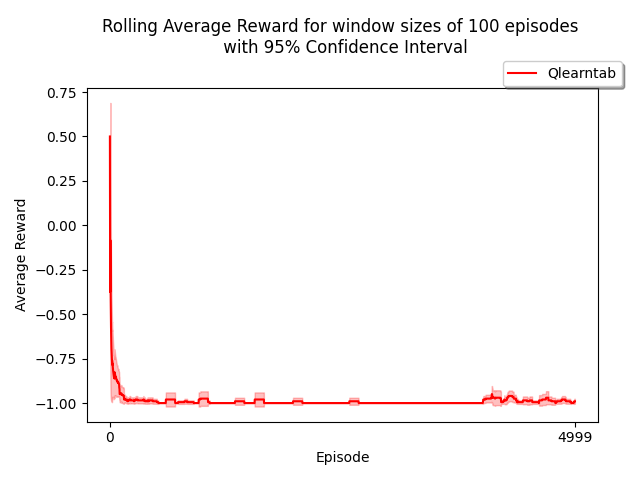 Rolling Average Reward for window sizes of 100 episodes
with 95% Confidence Interval
Qlearntab
0.75
0.50
0.25
0.00
−0.25
−0.50
−0.75
−1.00
Average Reward
0
4999
Episode